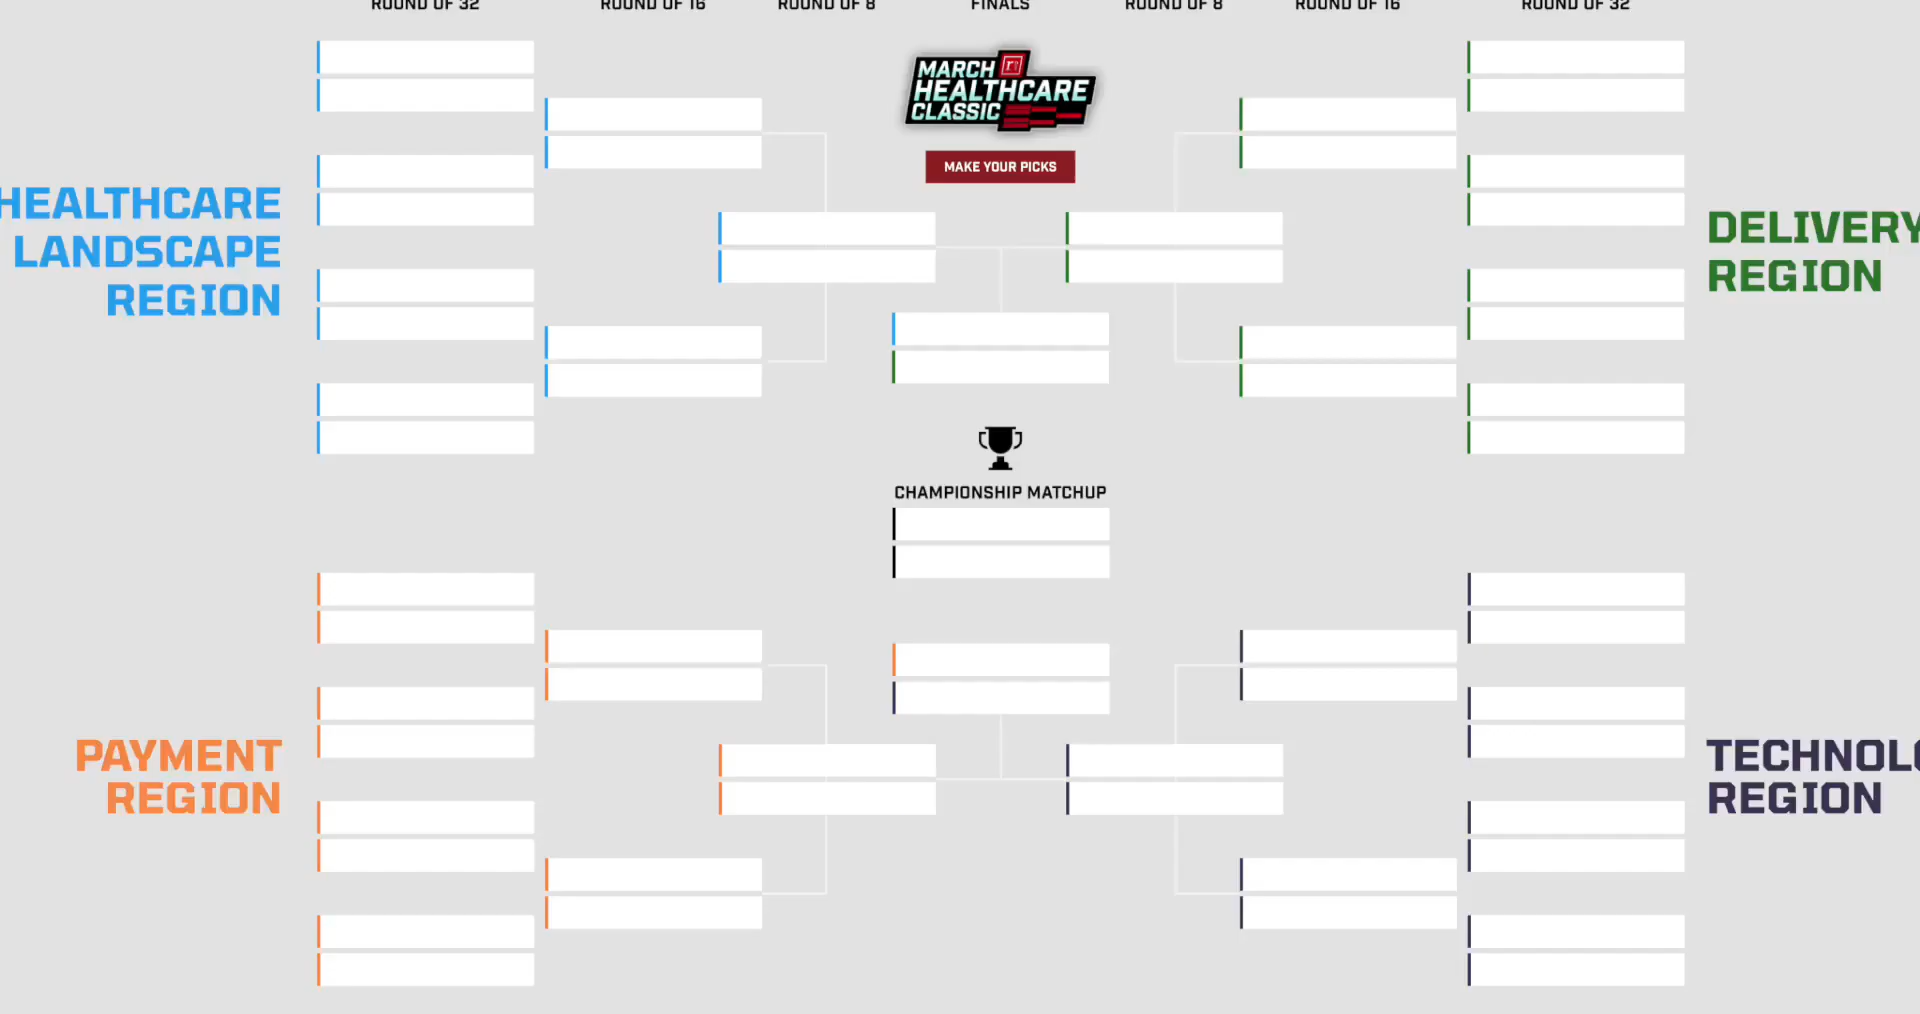 ROUND OF 32
ROUND OF 16
ROUND OF 8
FINALS
ROUND OF 8
ROUND OF 16
ROUND OF 32
MARCH
HEALTHCARE
CLASSIC
MAKE YOUR PICKS
HEALTHCARE
LANDSCAPE
REGION
DELIVERY
REGION
CHAMPIONSHIP MATCHUP
PAYMENT
REGION
TECHNOLO
REGION